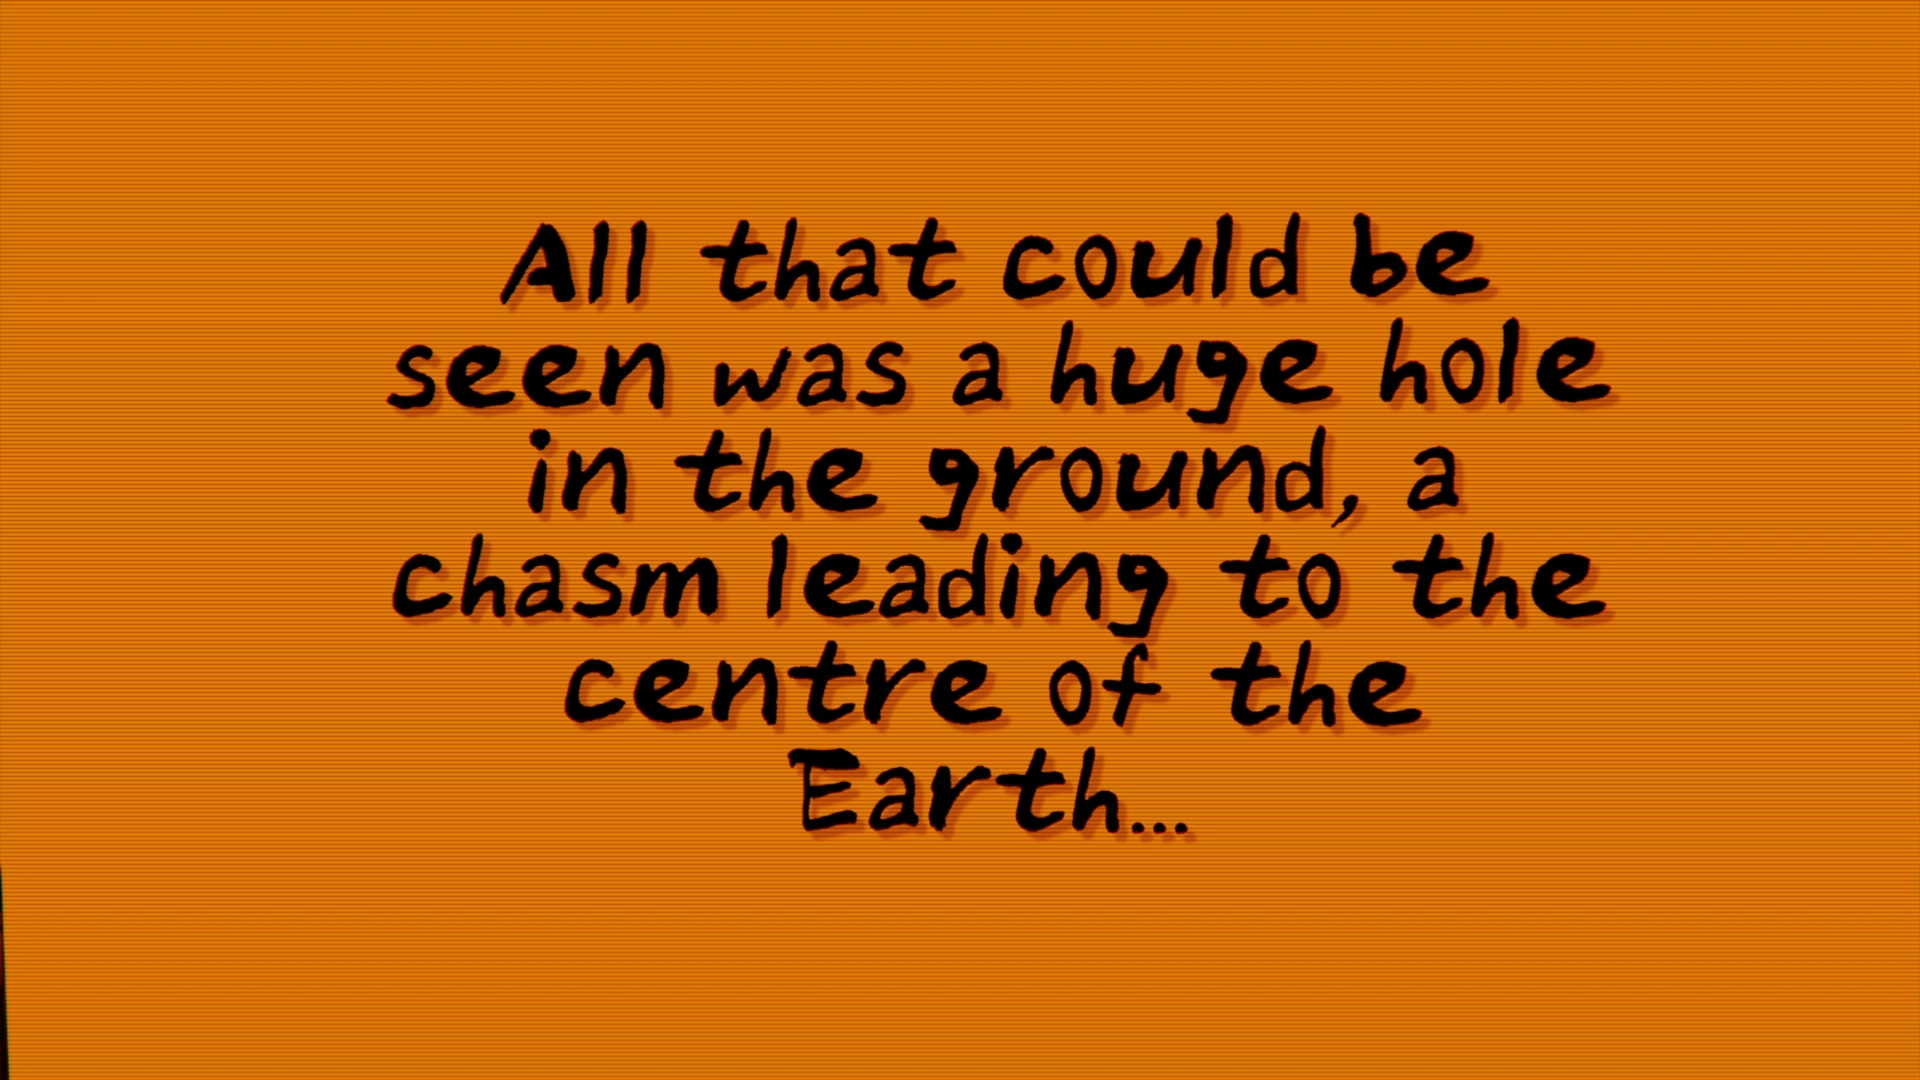 All that could be
seen was a huge hole
in the ground, a
chasm leading to the
centre of the
Earth...